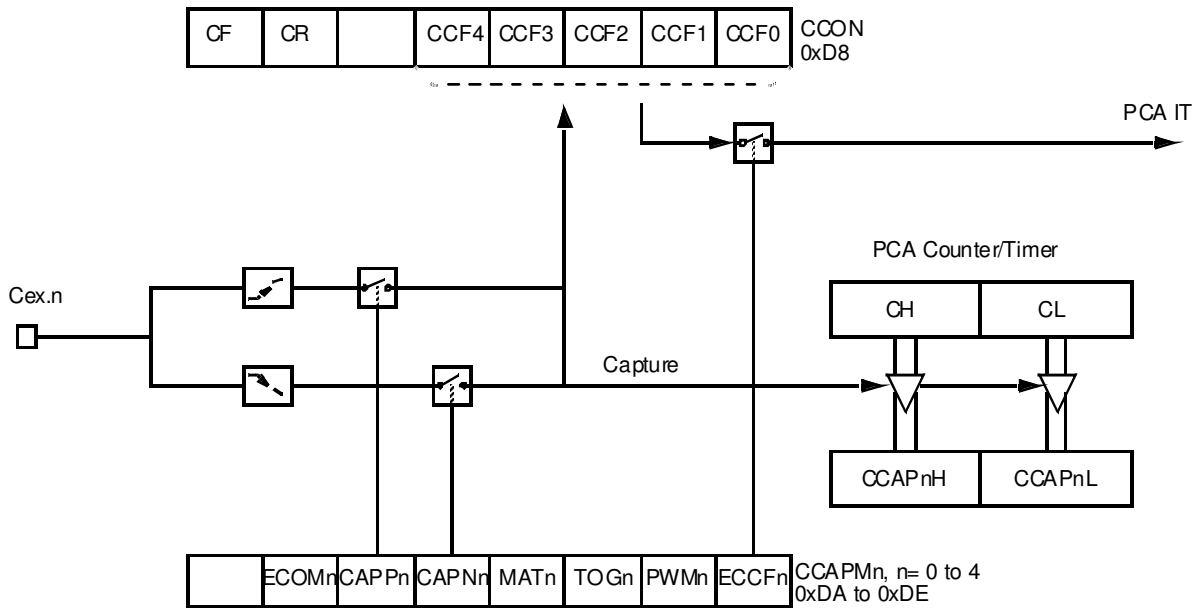 CF CR CCF4 CCF3 CCF2 CCF1 CCF0 CCON
0xD8
PCA IT
PCA Counter/Timer
Cex.n
CH CL
Capture
CCAPnH CCAPnL
ECOMn CAPPn CAPNn MATn TOGn PWMn ECCFn CCAPMn, n= 0 to 4
0xDA to 0xDE